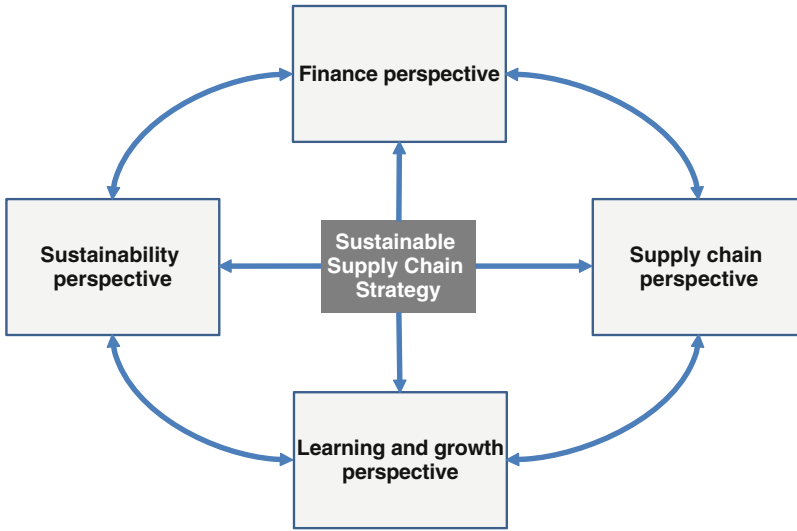 Finance perspective
Sustainability
perspective
Sustainable
Supply Chain
Strategy
Supply chain
perspective
Learning and growth
perspective